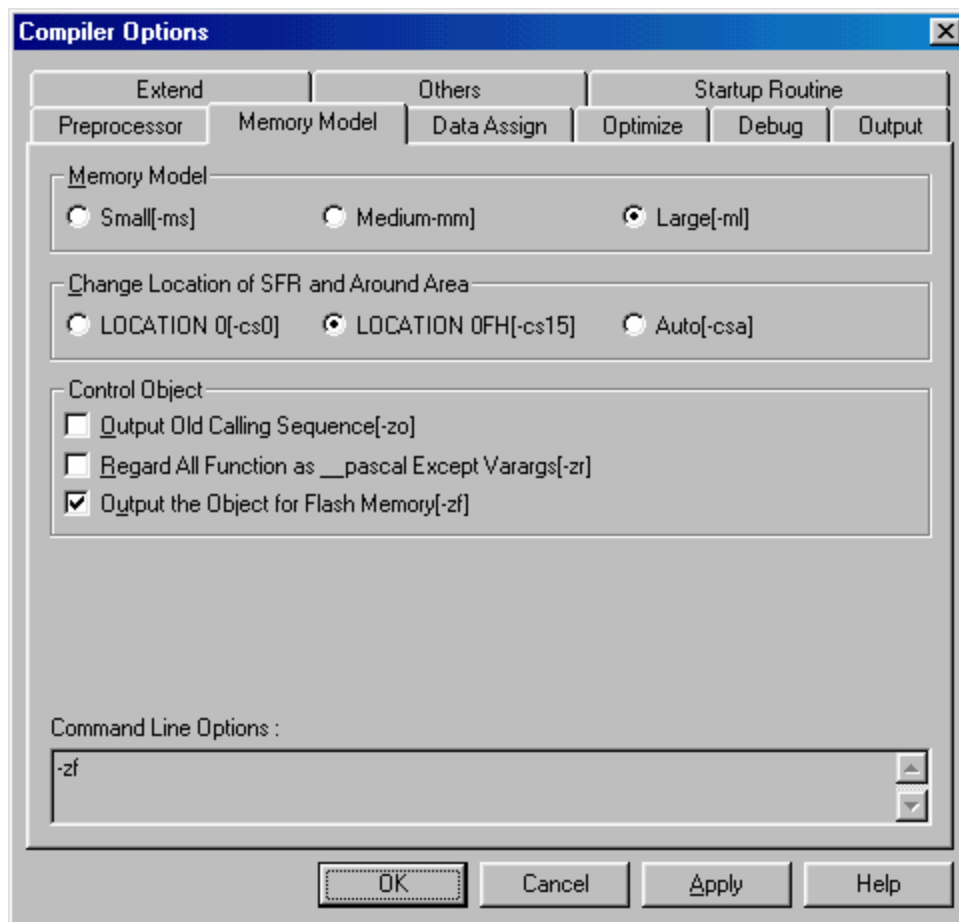 Compiler Options
Extend Others Startup Routine
Preprocessor Memory Model Data Assign Optimize Debug Output
Memory Model
Small[-ms] Medium-mm] Large[-ml]
Change Location of SFR and Around Area
LOCATION 0[-cs0] LOCATION 0FH[-cs15] Auto[-csa]
Control Object
Output Old Calling Sequence[-zo]
Regard All Function as __pascal Except Varargs[-zr]
Output the Object for Flash Memory[-zf]
Command Line Options :
-zf
OK Cancel Apply Help